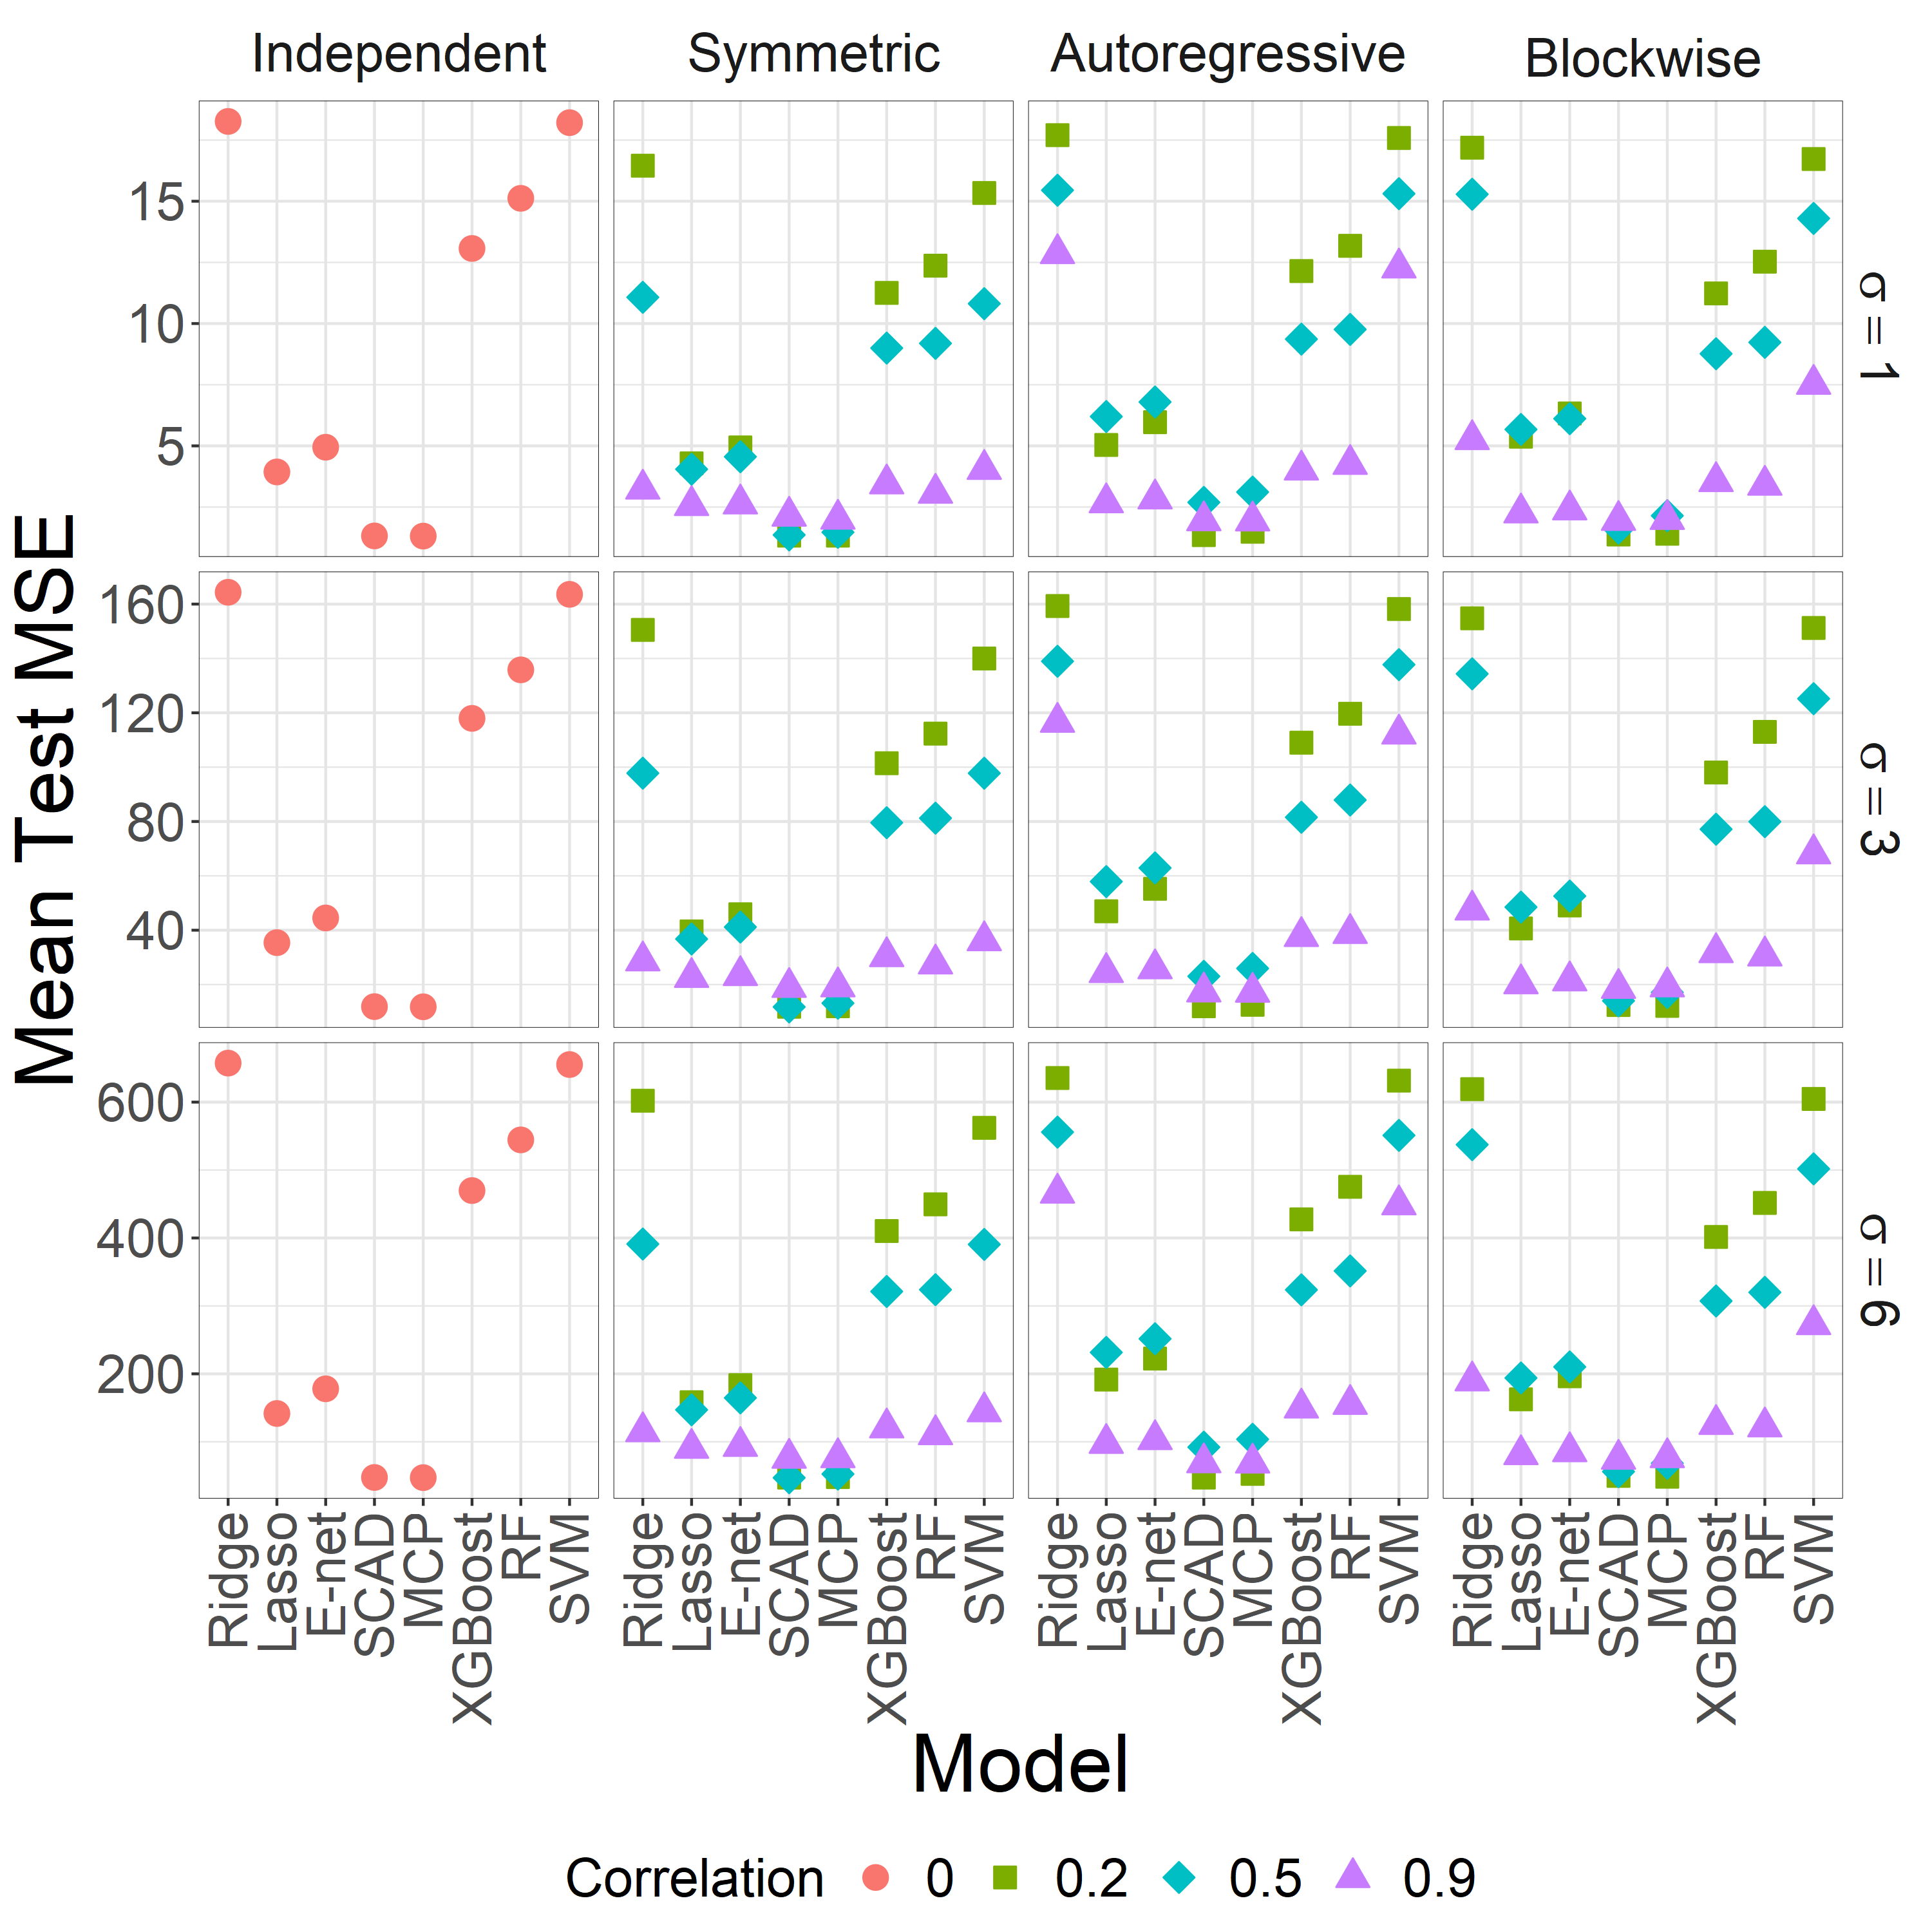 Independent Symmetric Autoregressive Blockwise
Mean Test MSE
15
10
5
σ = 1
160
120
80
40
σ = 3
600
400
200
σ = 6
Ridge Lasso E-net SCAD MCP XGBoost RF SVM Ridge Lasso E-net SCAD MCP XGBoost RF SVM Ridge Lasso E-net SCAD MCP XGBoost RF SVM Ridge Lasso E-net SCAD MCP XGBoost RF SVM
Model
Correlation 0 0.2 0.5 0.9